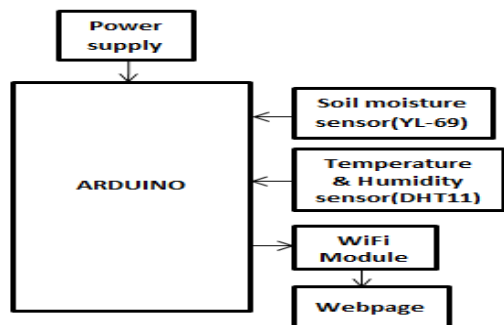 Power
supply
Soil moisture
sensor(YL-69)
ARDUINO
Temperature
& Humidity
sensor(DHT11)
WiFi
Module
Webpage